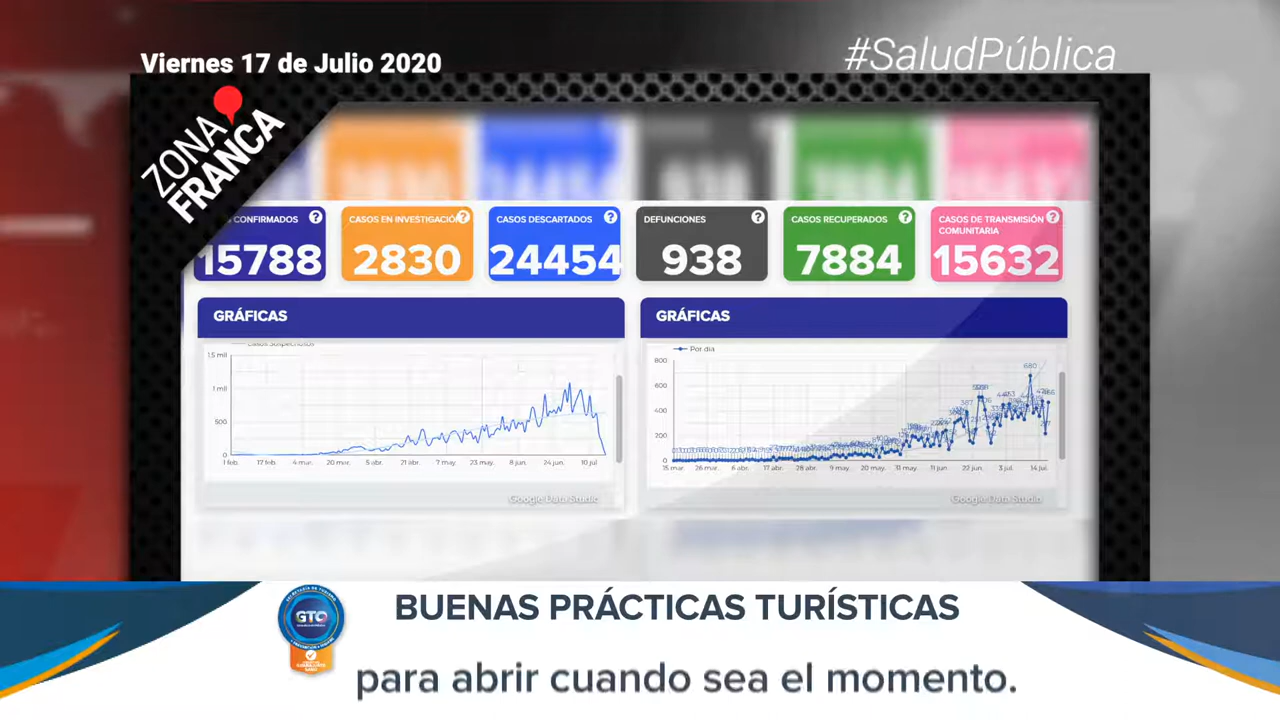 Viernes 17 de Julio 2020
#SaludPública
ZONA
FRANCA
CONFIRMADOS
15788
CASOS EN INVESTIGACIÓN
2830
CASOS DESCARTADOS
24454
DEFUNCIONES
938
CASOS RECUPERADOS
7884
CASOS DE TRANSMISIÓN
COMUNITARIA
15632
GRÁFICAS
1,5 mil
1 mil
500
0
1 feb.
17 feb.
4 mar.
20 mar.
5 abr.
21 abr.
7 may.
23 may.
8 jun.
24 jun.
10 jul.
Google Data Studio
GRÁFICAS
Por día
800
600
400
200
0
680
15 mar.
26 mar.
6 abr.
17 abr.
28 abr.
9 may.
20 may.
31 may.
11 jun.
22 jun.
3 jul.
14 jul.
Google Data Studio
GTO
BUENAS PRÁCTICAS TURÍSTICAS
para abrir cuando sea el momento.